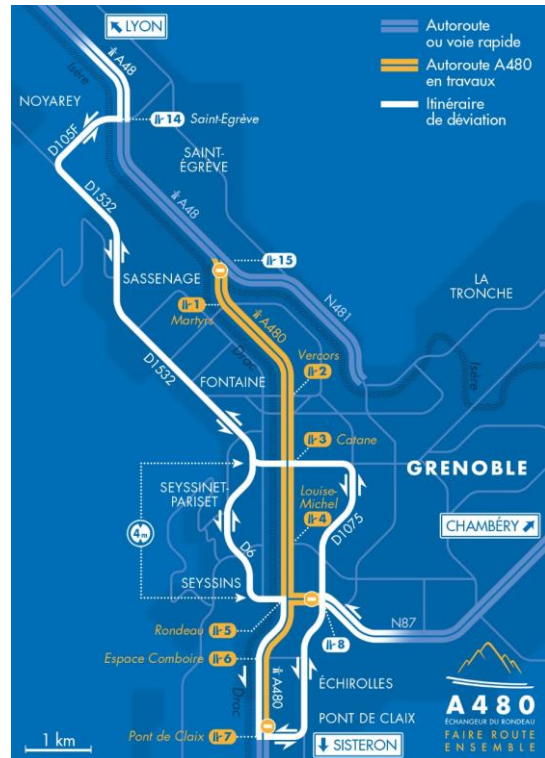 LYON
Autoroute
ou voie rapide
Autoroute A480
en travaux
Itinéraire
de déviation
A48
Isère
NOYAREY
14 Saint-Egrève
D105F
SAINT-
ÉGRÈVE
D1532
A48
15
SASSENAGE
LA
TRONCHE
1
Martyrs
N481
A480
Isère
Drac
Vercors
2
D1532
FONTAINE
3 Catane
GRENOBLE
SEYSSINET-
PARISET
Louise-
Michel
4
D1075
CHAMBÉRY
4m
D6
SEYSSINS
Rondeau 5
8
N87
Espace Comboire 6
A480
Drac
ÉCHIROLLES
A480
ÉCHANGEUR DU RONDEAU
FAIRE ROUTE
ENSEMBLE
PONT DE CLAIX
Pont de Claix 7
SISTERON
1 km